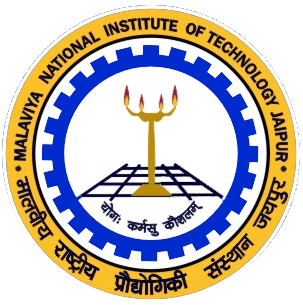 • MALAVIYA NATIONAL INSTITUTE OF TECHNOLOGY JAIPUR •
योगः कर्मसु कौशलम्
मालवीय राष्ट्रीय प्रौद्योगिकी संस्थान जयपुर